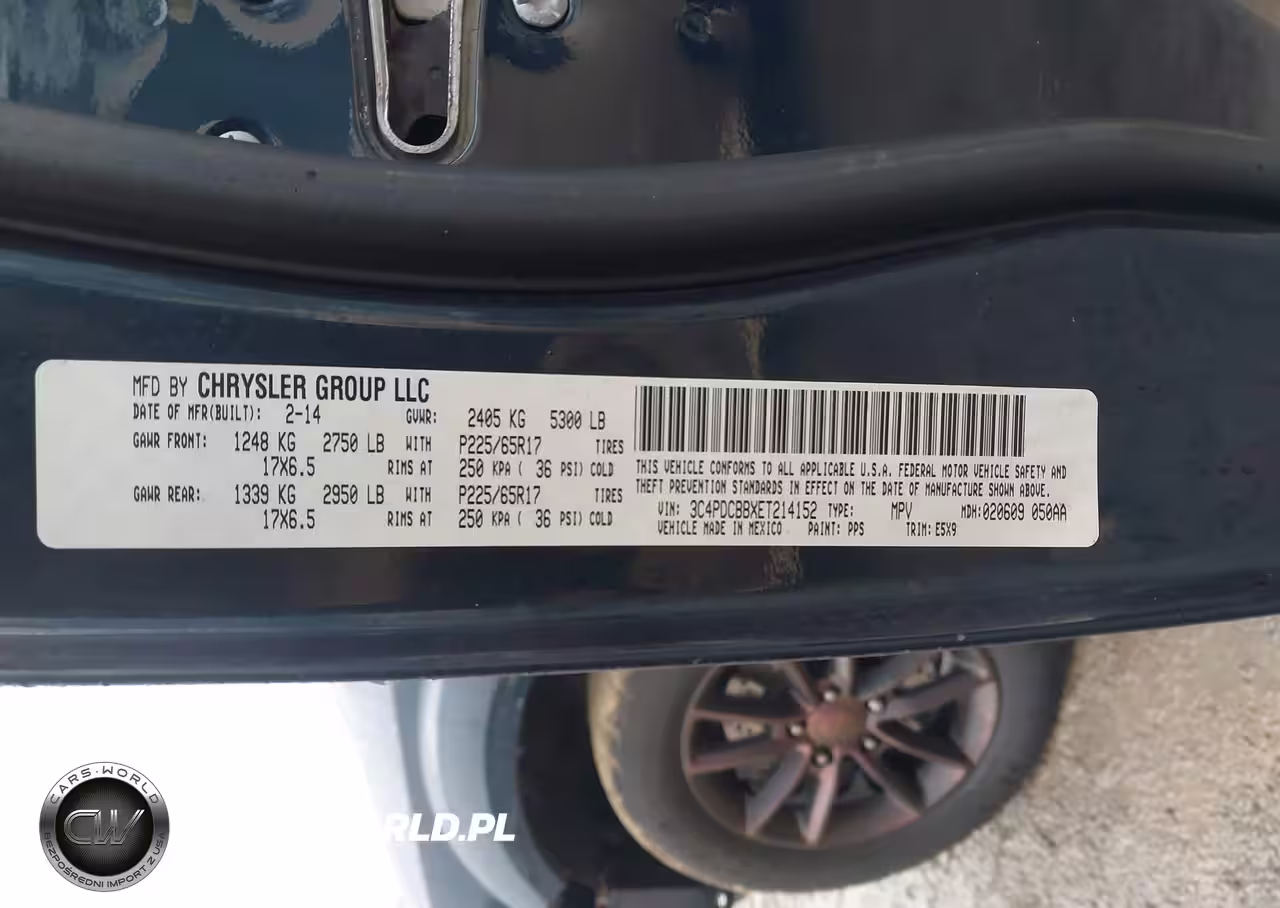 MFD BY CHRYSLER GROUP LLC
DATE OF MFR(BUILT): 2-14 GVWR: 2405 KG 5300 LB
GAWR FRONT: 1248 KG 2750 LB WITH P225/65R17 TIRES
17X6.5 RIMS AT 250 KPA ( 36 PSI) COLD
GAWR REAR: 1339 KG 2950 LB WITH P225/65R17 TIRES
17X6.5 RIMS AT 250 KPA ( 36 PSI) COLD
THIS VEHICLE CONFORMS TO ALL APPLICABLE U.S.A. FEDERAL MOTOR VEHICLE SAFETY AND
THEFT PREVENTION STANDARDS IN EFFECT ON THE DATE OF MANUFACTURE SHOWN ABOVE.
VIN: 3C4PDCBBXET214152 TYPE: MPV MDH:020609 050AA
VEHICLE MADE IN MEXICO PAINT: PPS TRIM: E5X9
CARS-WORLD
CW
BEZPOŚREDNI IMPORT Z USA
RLD.PL